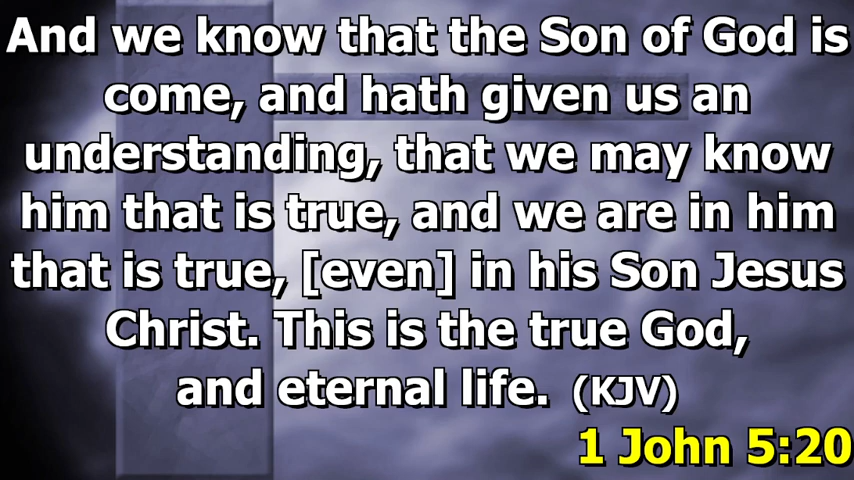 And we know that the Son of God is
come, and hath given us an
understanding, that we may know
him that is true, and we are in him
that is true, [even] in his Son Jesus
Christ. This is the true God,
and eternal life. (KJV)
1 John 5:20